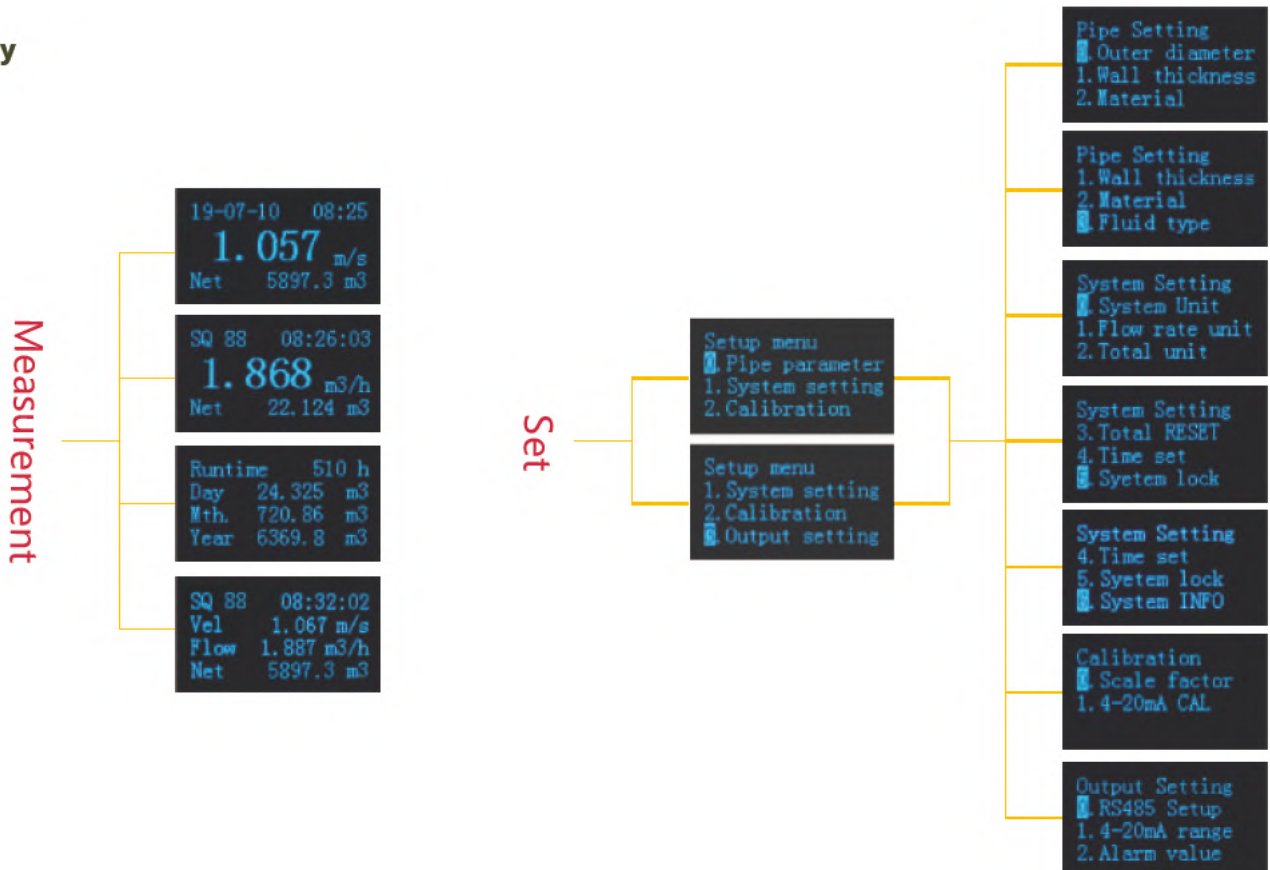 y
Measurement
19-07-10 08:25
1.057 m/s
Net 5897.3 m3
SQ 88 08:26:03
1.868 m3/h
Net 22.124 m3
Runtime 510 h
Day 24.325 m3
Mth. 720.86 m3
Year 6369.8 m3
SQ 88 08:32:02
Vel 1.067 m/s
Flow 1.887 m3/h
Net 5897.3 m3
Set
Setup menu
0.Pipe parameter
1.System setting
2.Calibration
Setup menu
1.System setting
2.Calibration
3.Output setting
Pipe Setting
0.Outer diameter
1.Wall thickness
2.Material
Pipe Setting
1.Wall thickness
2.Material
3.Fluid type
System Setting
0.System Unit
1.Flow rate unit
2.Total unit
System Setting
3.Total RESET
4.Time set
5.Syetem lock
System Setting
4.Time set
5.Syetem lock
6.System INFO
Calibration
0.Scale factor
1.4-20mA CAL
Output Setting
0.RS485 Setup
1.4-20mA range
2.Alarm value